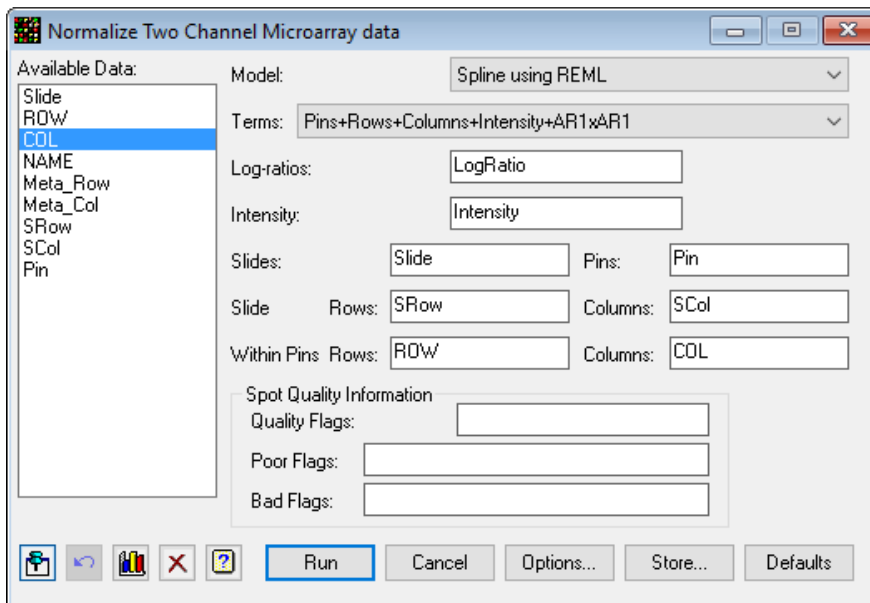 Normalize Two Channel Microarray data
Available Data:
Slide
ROW
COL
NAME
Meta_Row
Meta_Col
SRow
SCol
Pin
Model: Spline using REML
Terms: Pins+Rows+Columns+Intensity+AR1xAR1
Log-ratios: LogRatio
Intensity: Intensity
Slides: Slide Pins: Pin
Slide Rows: SRow Columns: SCol
Within Pins Rows: ROW Columns: COL
Spot Quality Information
Quality Flags:
Poor Flags:
Bad Flags:
Run Cancel Options... Store... Defaults